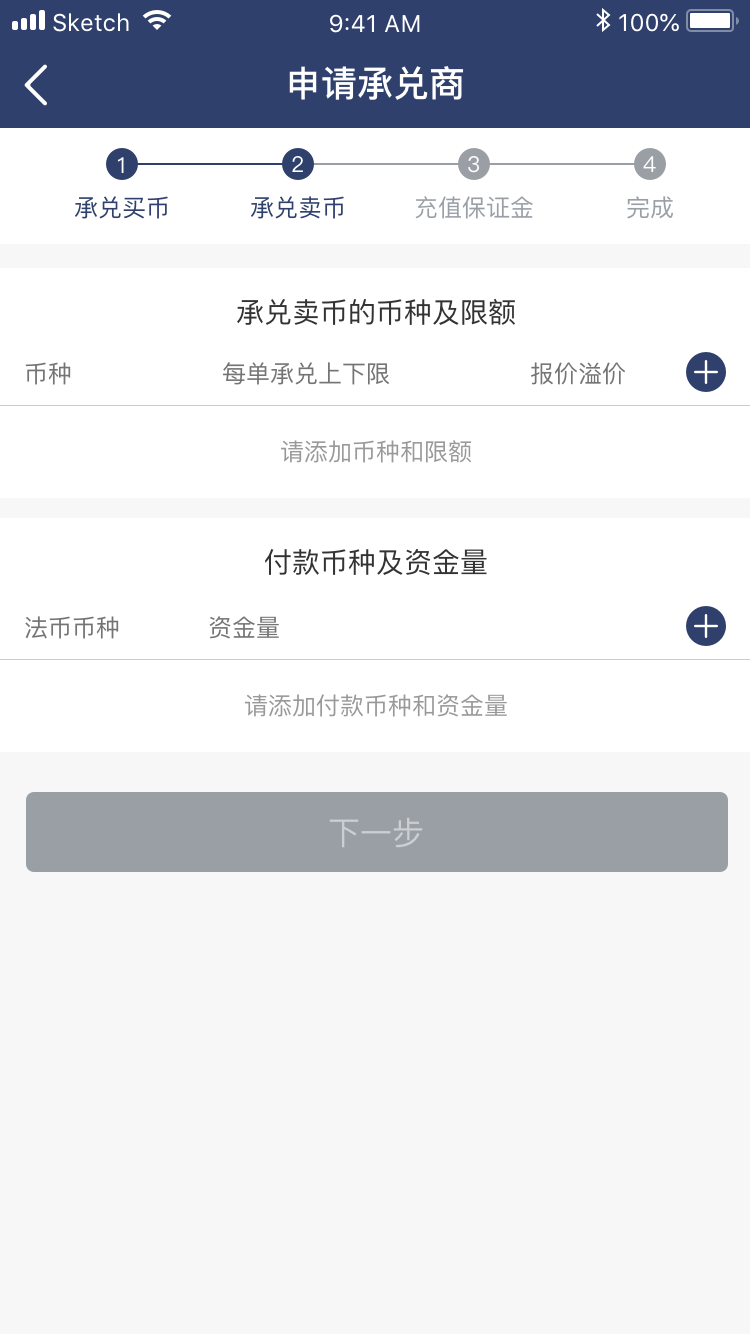 Sketch 9:41 AM 100%
申请承兑商
1 2 3 4
承兑买币 承兑卖币 充值保证金 完成
承兑卖币的币种及限额
币种 每单承兑上下限 报价溢价
请添加币种和限额
付款币种及资金量
法币币种 资金量
请添加付款币种和资金量
下一步